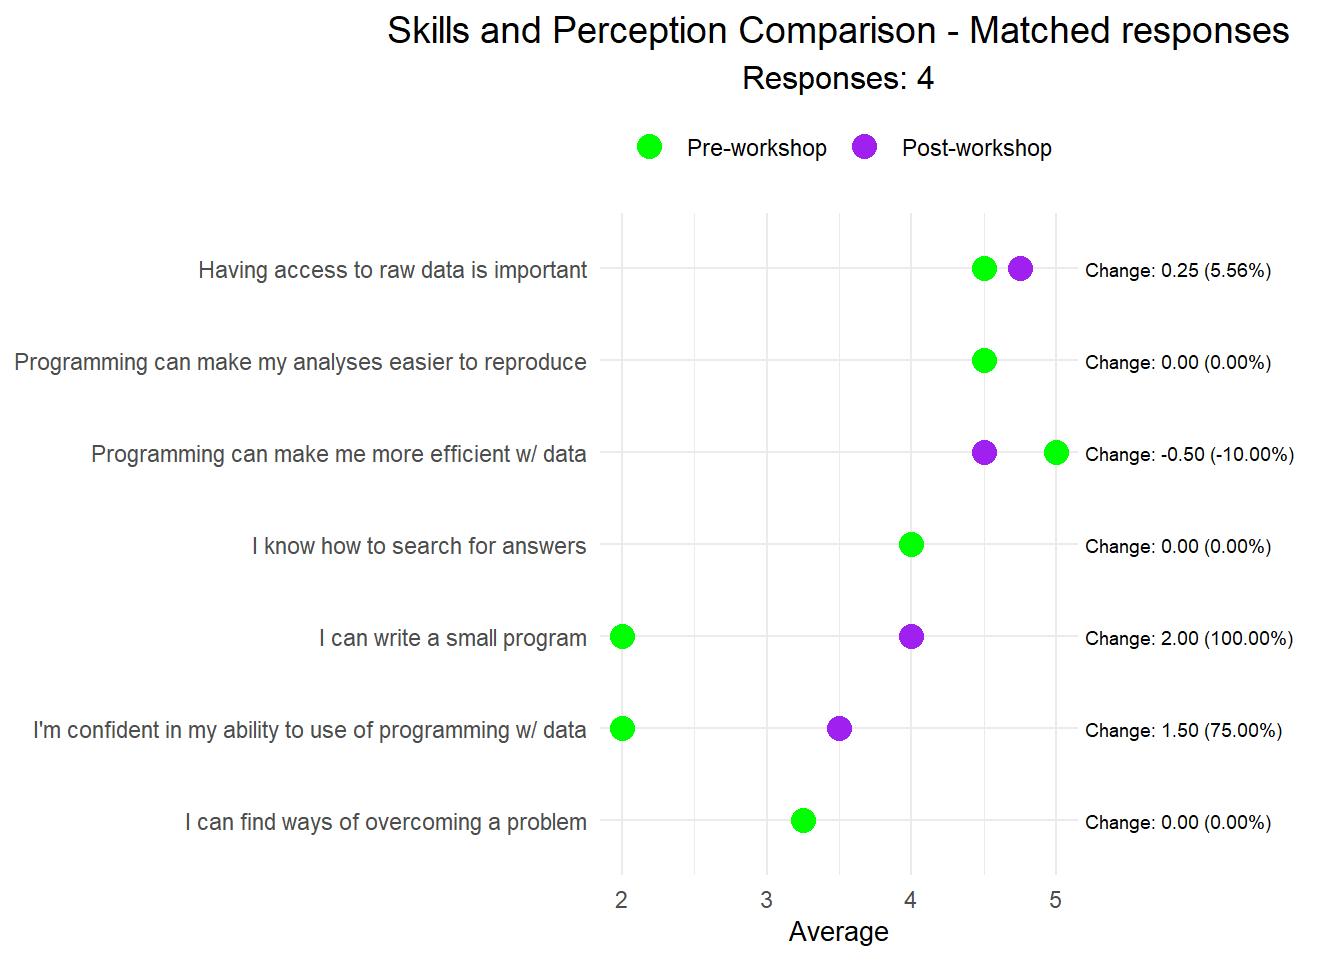 Skills and Perception Comparison - Matched responses
Responses: 4
Pre-workshop Post-workshop
Having access to raw data is important Change: 0.25 (5.56%)
Programming can make my analyses easier to reproduce Change: 0.00 (0.00%)
Programming can make me more efficient w/ data Change: -0.50 (-10.00%)
I know how to search for answers Change: 0.00 (0.00%)
I can write a small program Change: 2.00 (100.00%)
I'm confident in my ability to use of programming w/ data Change: 1.50 (75.00%)
I can find ways of overcoming a problem Change: 0.00 (0.00%)
2 3 4 5
Average